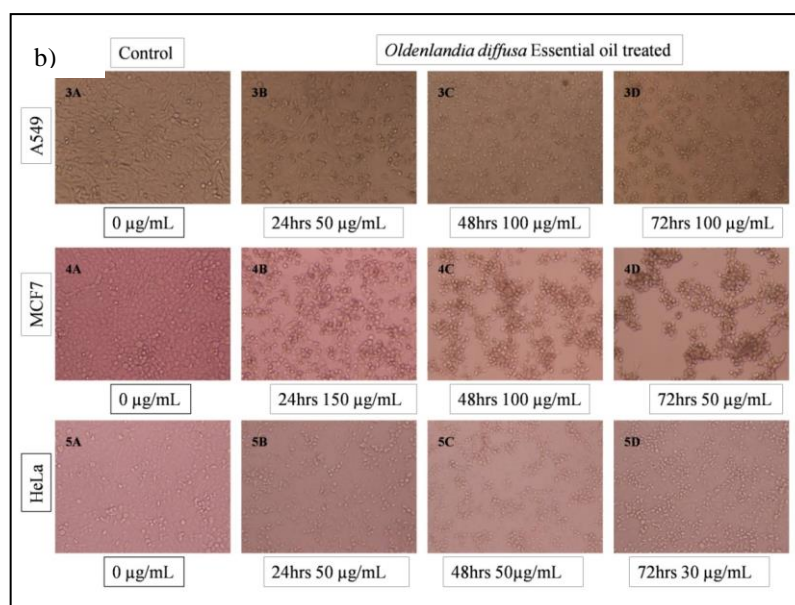 b)
Control
Oldenlandia diffusa Essential oil treated
A549
3A
3B
3C
3D
0 µg/mL
24hrs 50 µg/mL
48hrs 100 µg/mL
72hrs 100 µg/mL
MCF7
4A
4B
4C
4D
0 µg/mL
24hrs 150 µg/mL
48hrs 100 µg/mL
72hrs 50 µg/mL
HeLa
5A
5B
5C
5D
0 µg/mL
24hrs 50 µg/mL
48hrs 50µg/mL
72hrs 30 µg/mL